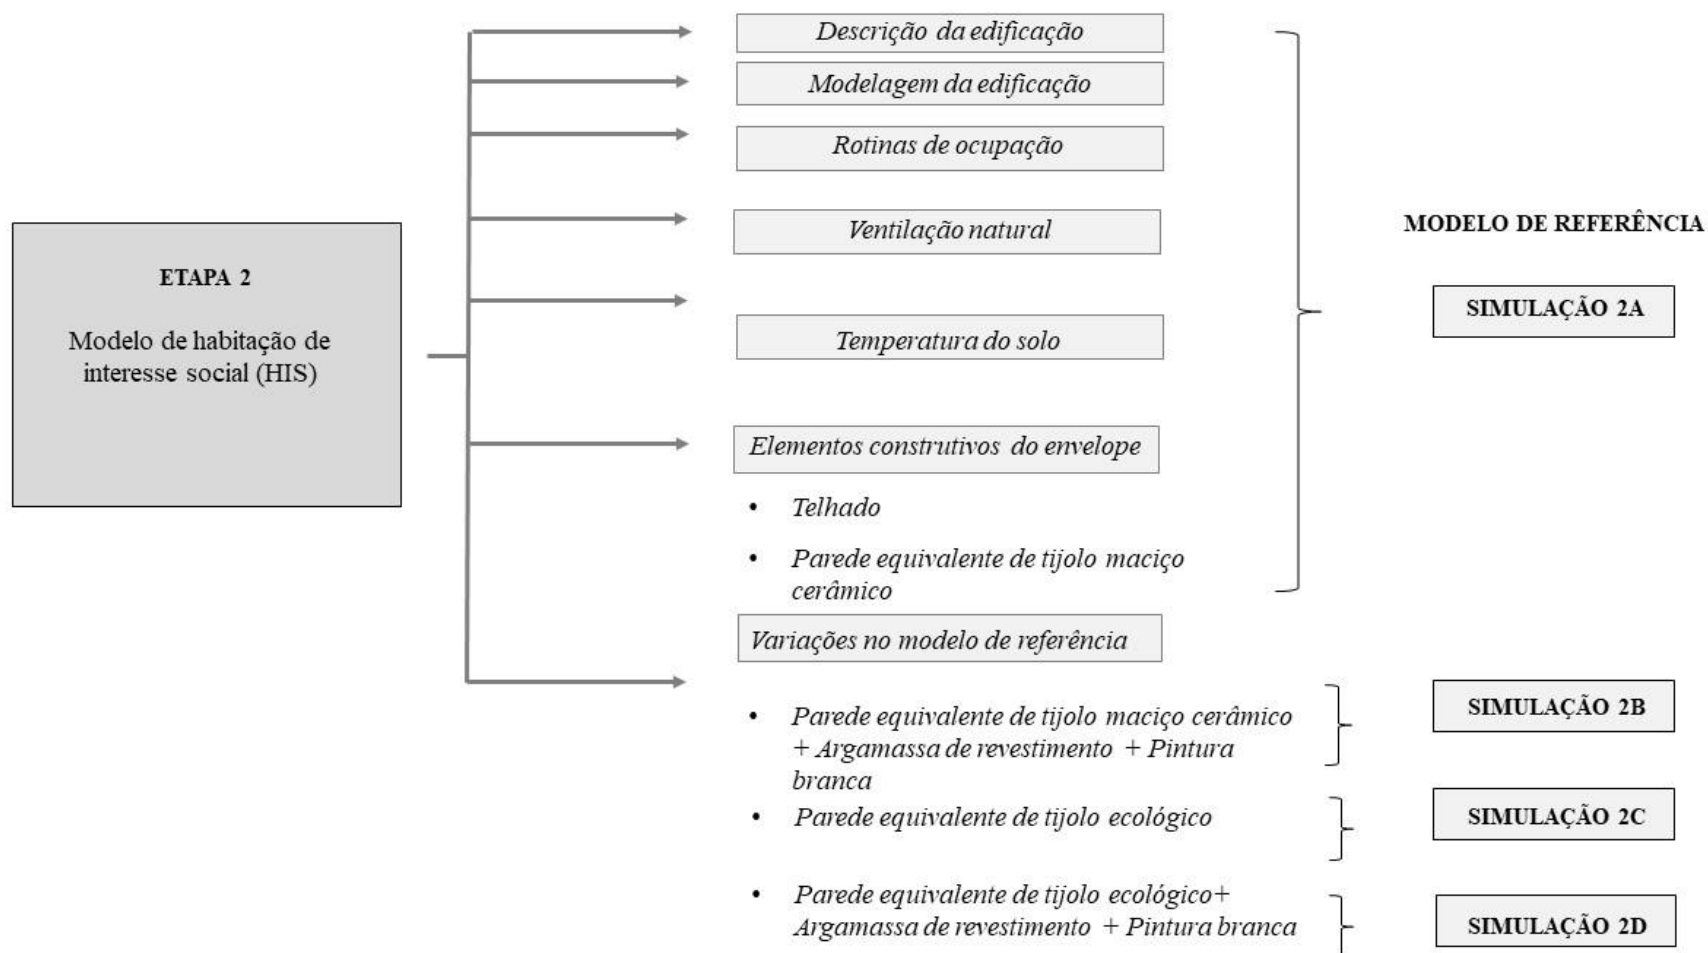 ETAPA 2
Modelo de habitação de
interesse social (HIS)
Descrição da edificação
Modelagem da edificação
Rotinas de ocupação
Ventilação natural
Temperatura do solo
Elementos construtivos do envelope
• Telhado
• Parede equivalente de tijolo maciço
cerâmico
MODELO DE REFERÊNCIA
SIMULAÇÃO 2A
Variações no modelo de referência
• Parede equivalente de tijolo maciço cerâmico
+ Argamassa de revestimento + Pintura
branca
SIMULAÇÃO 2B
• Parede equivalente de tijolo ecológico
SIMULAÇÃO 2C
• Parede equivalente de tijolo ecológico+
Argamassa de revestimento + Pintura branca
SIMULAÇÃO 2D